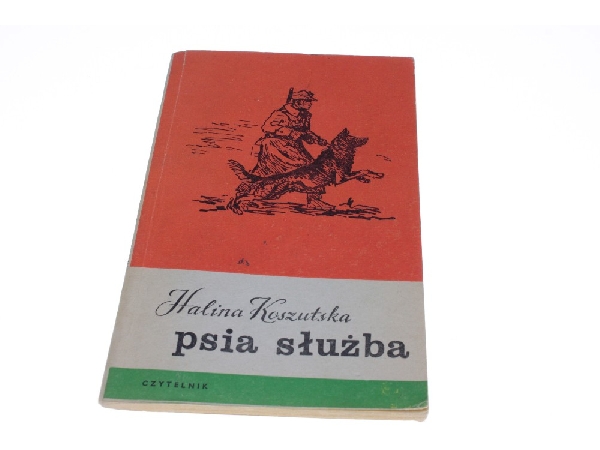 Halina Koszutska
psia służba
CZYTELNIK